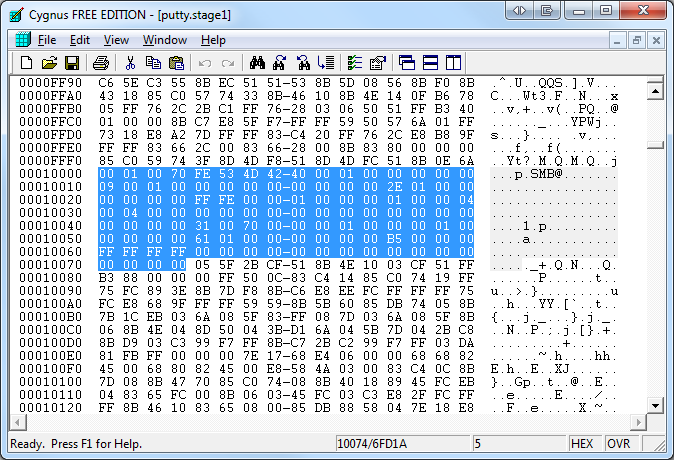 Cygnus FREE EDITION - [putty.stage1]
File Edit View Window Help
0000FF90 C6 5E C3 55 8B EC 51 51-53 8B 5D 08 56 8B F0 8B .^.U..QQS.].V...
0000FFA0 43 18 85 C0 57 74 33 8B-46 10 8B 4E 14 0F B6 78 C...Wt3.F..N...x
0000FFB0 05 FF 76 2C 2B C1 FF 76-28 03 06 50 51 FF B3 40 ..v,+..v(..PQ..@
0000FFC0 01 00 00 8B C7 E8 E5 F7-FF FF 59 50 57 6A 01 FF ..........YPWj..
0000FFD0 73 18 E8 A2 7D FF FF 83-C4 20 FF 76 2C E8 B8 9F s...}.... .v,...
0000FFE0 FF FF 83 66 2C 00 83 66-28 00 8B 83 80 00 00 00 ...f,..f(.......
0000FFF0 85 C0 59 74 3F 8D 4D F8-51 8D 4D FC 51 8B 0E 6A ..Yt?.M.Q.M.Q..j
00010000 00 01 00 70 FE 53 4D 42-40 00 01 00 00 00 00 00 ...p.SMB@.......
00010010 09 00 01 00 00 00 00 00-00 00 00 00 2E 01 00 00 ................
00010020 00 00 00 00 FF FE 00 00-01 00 00 00 01 00 00 04 ................
00010030 00 04 00 00 00 00 00 00-00 00 00 00 00 00 00 00 ................
00010040 00 00 00 00 31 00 70 00-00 01 00 00 00 00 01 00 ....1.p.........
00010050 00 00 00 00 61 01 00 00-00 00 00 00 B5 00 00 00 ....a...........
00010060 FF FF FF FF 00 00 00 00-00 00 00 00 00 00 00 00 ................
00010070 00 00 00 00 05 5F 2B CF-51 8B 4E 10 03 CF 51 FF ....._+.Q.N...Q.
00010080 B3 88 00 00 00 FF 50 0C-83 C4 14 85 C0 74 19 FF ......P......t..
00010090 75 FC 89 3E 8B 7D F8 8B-C6 E8 EE FC FF FF FF 75 u..>.}.........u
000100A0 FC E8 68 9F FF FF 59 59-8B 5B 60 85 DB 74 05 8B ..h...YY.[`..t..
000100B0 7B 1C EB 03 6A 08 5F 83-FF 08 7D 03 6A 08 5F 8B {...j._...}.j._.
000100C0 06 8B 4E 04 8D 50 04 3B-D1 6A 04 5B 7D 04 2B C8 ..N..P.;.j.[}.+.
000100D0 8B D9 03 C3 99 F7 FF 8B-C7 2B C2 99 F7 FF 03 DA .........+......
000100E0 81 FB FF 00 00 00 7E 17-68 E4 06 00 00 68 68 82 ......~.h....hh.
000100F0 45 00 68 80 82 45 00 E8-58 4A 03 00 83 C4 0C 8B E.h..E..XJ......
00010100 7D 08 8B 47 70 85 C0 74-08 8B 40 18 89 45 FC EB }..Gp..t..@..E..
00010110 04 83 65 FC 00 8B 06 03-45 FC 03 C3 E8 2F FC FF ..e.....E..../..
00010120 FF 8B 46 10 83 65 08 00-85 DB 88 58 04 7E 18 E8 ..F..e.....X.~..
Ready. Press F1 for Help. 10074/6FD1A 5 HEX OVR